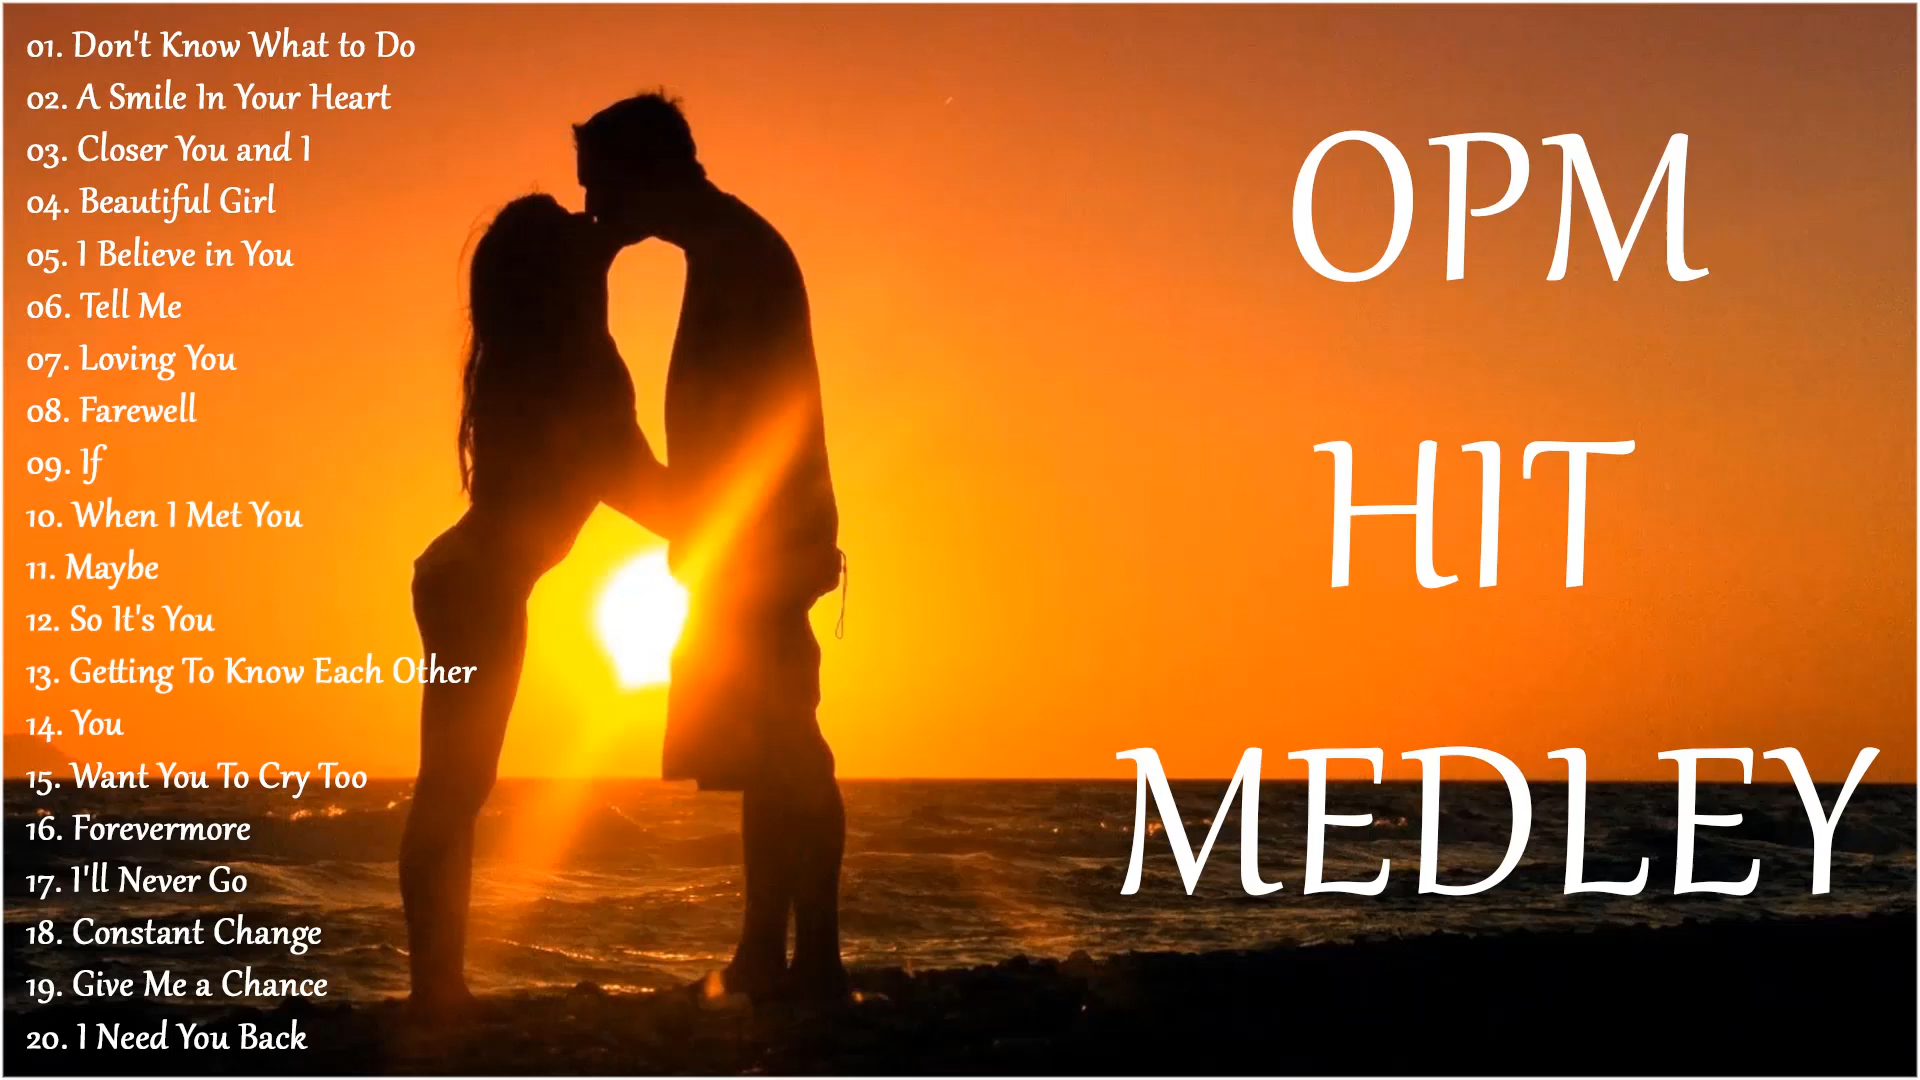 01. Don't Know What to Do
02. A Smile In Your Heart
03. Closer You and I
04. Beautiful Girl
05. I Believe in You
06. Tell Me
07. Loving You
08. Farewell
09. If
10. When I Met You
11. Maybe
12. So It's You
13. Getting To Know Each Other
14. You
15. Want You To Cry Too
16. Forevermore
17. I'll Never Go
18. Constant Change
19. Give Me a Chance
20. I Need You Back
OPM
HIT
MEDLEY